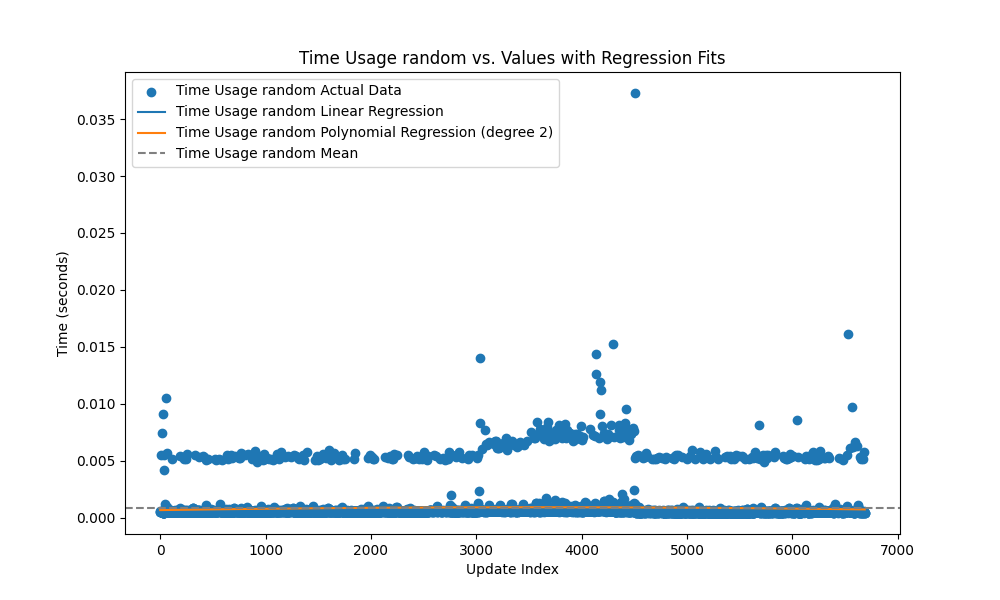 Time Usage random vs. Values with Regression Fits
Time Usage random Actual Data
Time Usage random Linear Regression
Time Usage random Polynomial Regression (degree 2)
Time Usage random Mean
0.035
0.030
0.025
0.020
0.015
0.010
0.005
0.000
Time (seconds)
0 1000 2000 3000 4000 5000 6000 7000
Update Index